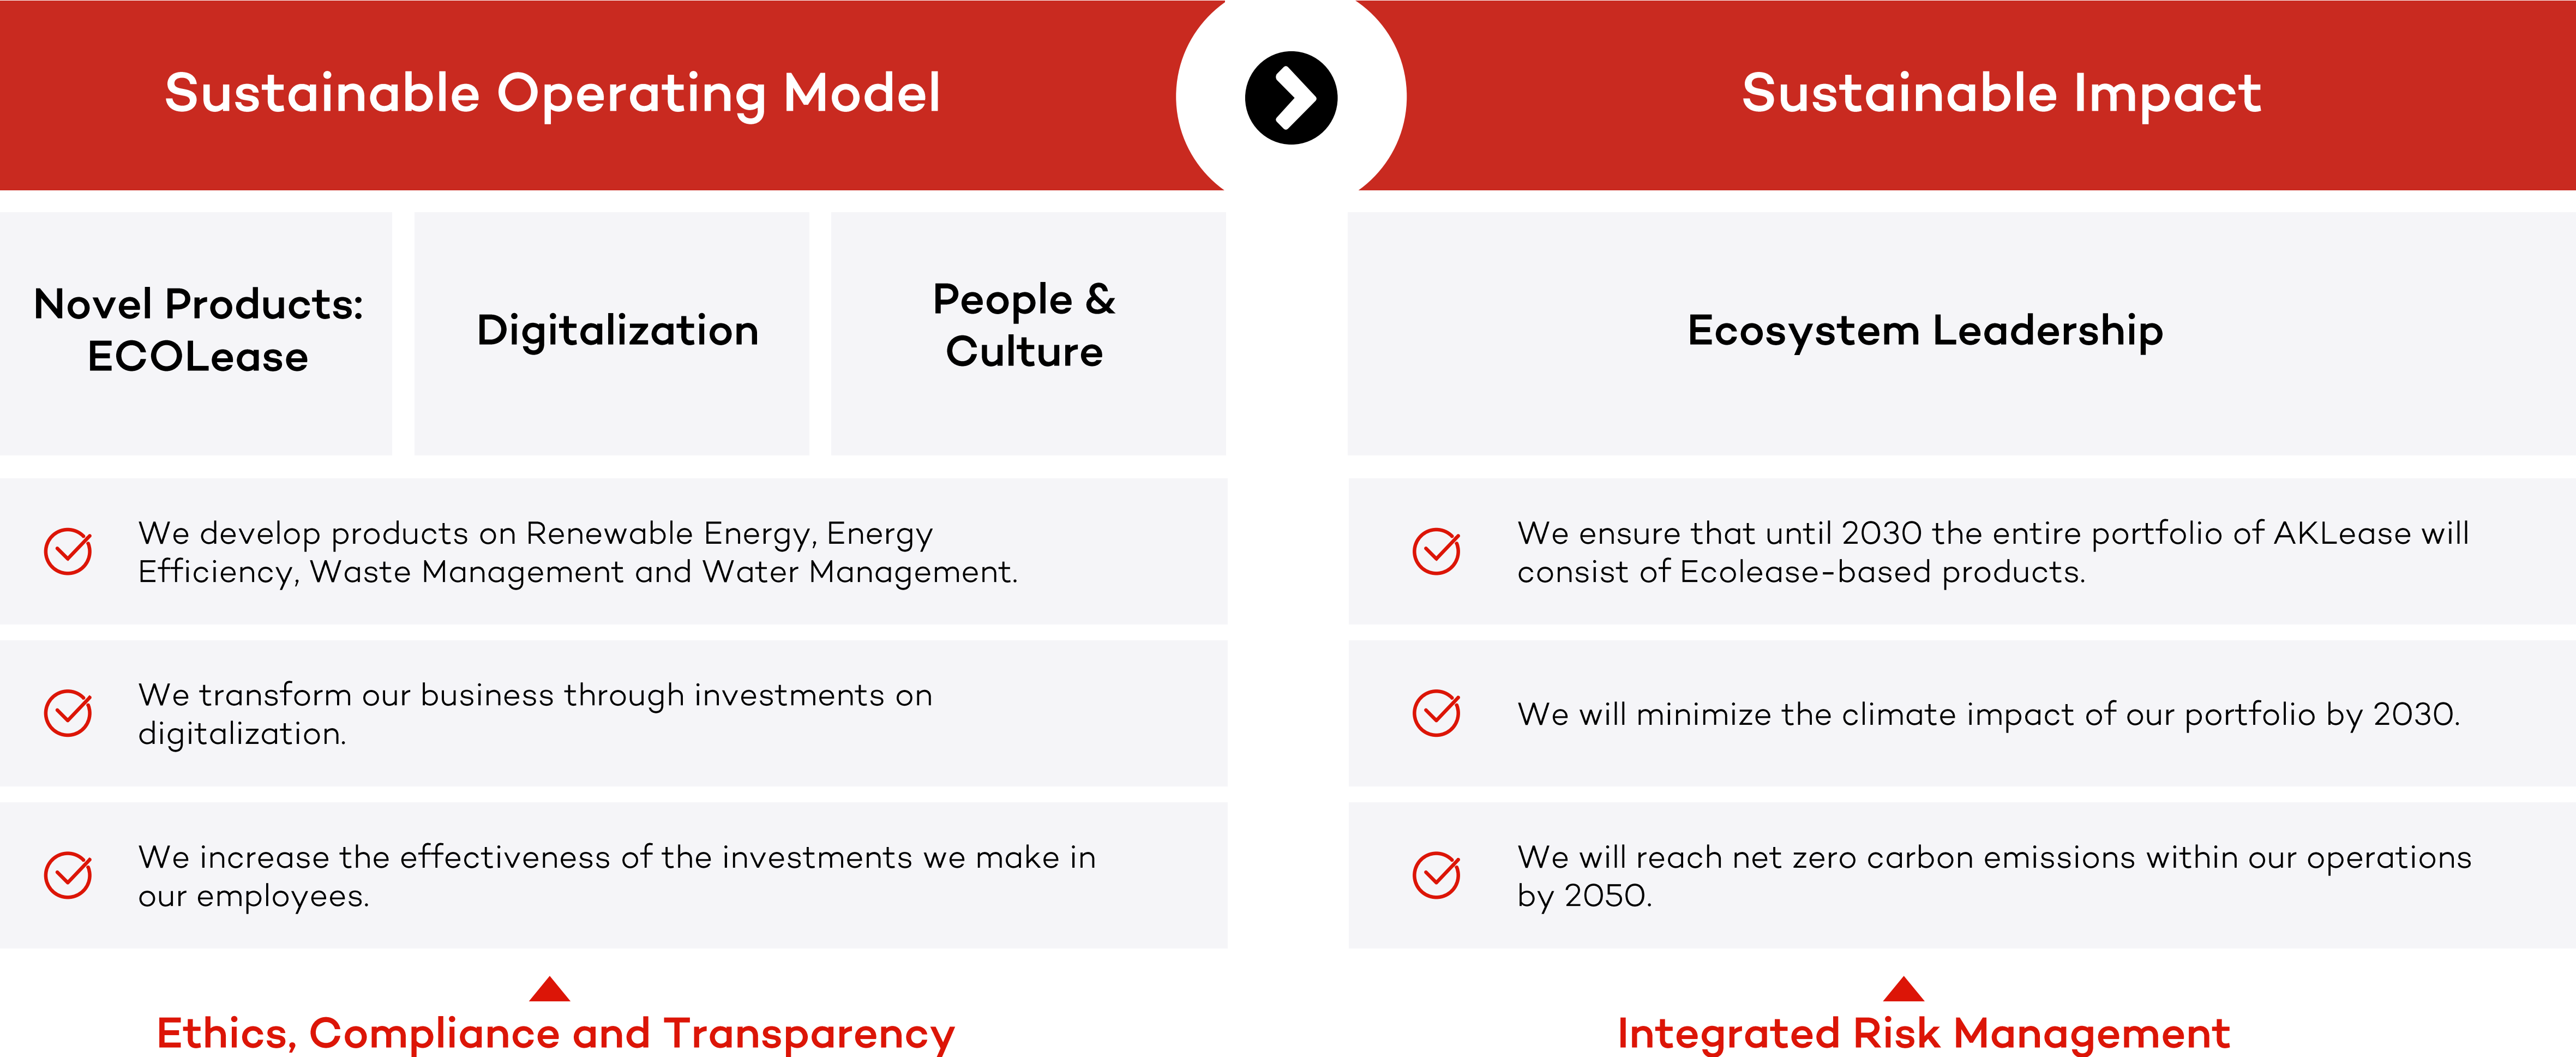 Sustainable Operating Model
Sustainable Impact
Novel Products:
ECOLease
Digitalization
People &
Culture
Ecosystem Leadership
We develop products on Renewable Energy, Energy
Efficiency, Waste Management and Water Management.
We transform our business through investments on
digitalization.
We increase the effectiveness of the investments we make in
our employees.
We ensure that until 2030 the entire portfolio of AKLease will
consist of Ecolease-based products.
We will minimize the climate impact of our portfolio by 2030.
We will reach net zero carbon emissions within our operations
by 2050.
Ethics, Compliance and Transparency
Integrated Risk Management